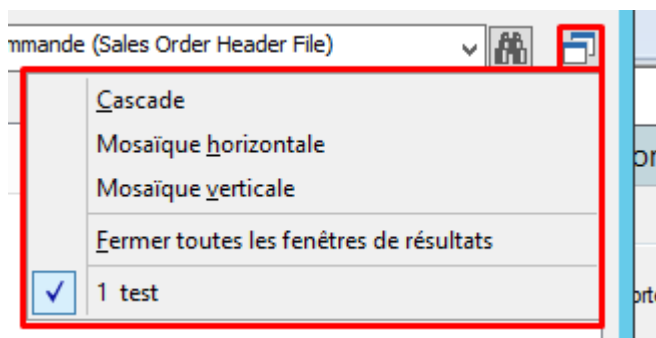 mmande (Sales Order Header File)
Cascade
Mosaïque horizontale
Mosaïque verticale
Fermer toutes les fenêtres de résultats
1 test